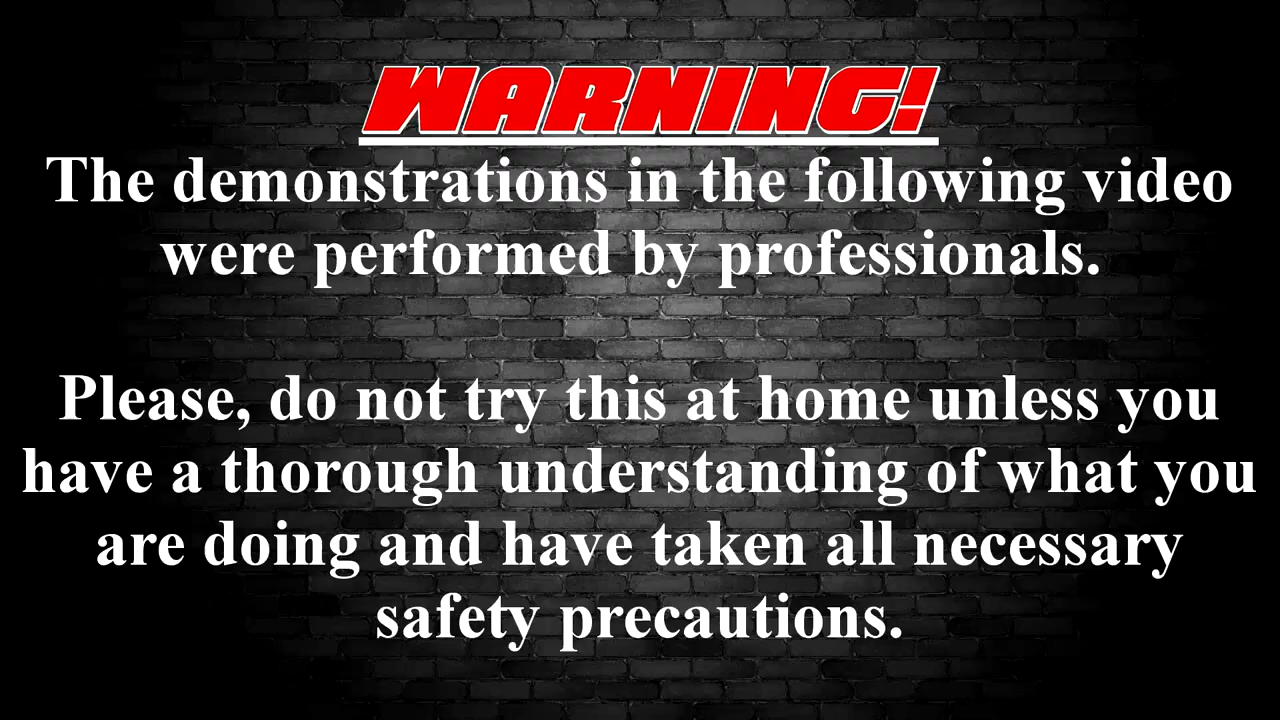 WARNING!
The demonstrations in the following video
were performed by professionals.
Please, do not try this at home unless you
have a thorough understanding of what you
are doing and have taken all necessary
safety precautions.